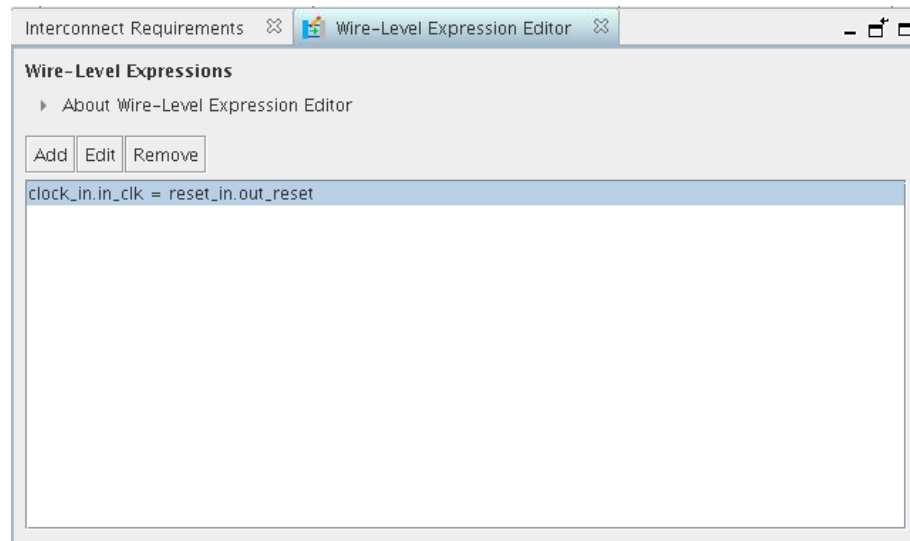 Interconnect Requirements Wire-Level Expression Editor
Wire-Level Expressions
About Wire-Level Expression Editor
Add Edit Remove
clock_in.in_clk = reset_in.out_reset